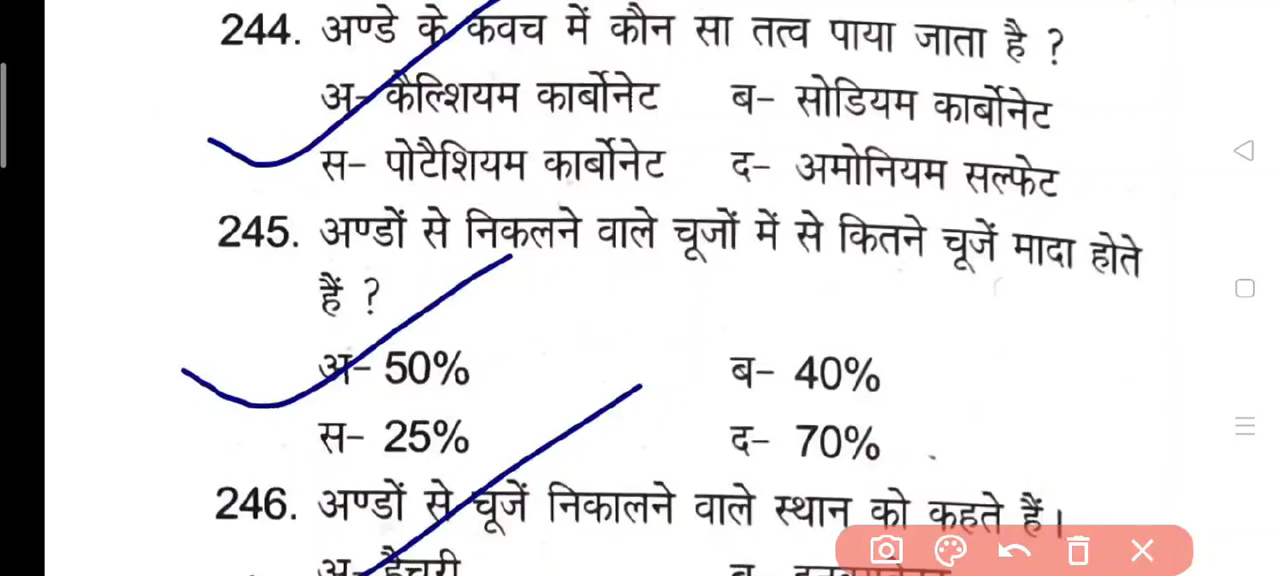 244. अण्डे के कवच में कौन सा तत्व पाया जाता है ?
अ- कैल्शियम कार्बोनेट ब- सोडियम कार्बोनेट
स- पोटैशियम कार्बोनेट द- अमोनियम सल्फेट
245. अण्डों से निकलने वाले चूजों में से कितने चूजें मादा होते
हैं ?
अ- 50% ब- 40%
स- 25% द- 70%
246. अण्डों से चूजें निकालने वाले स्थान को कहते हैं।
अ- हैचरी ब-